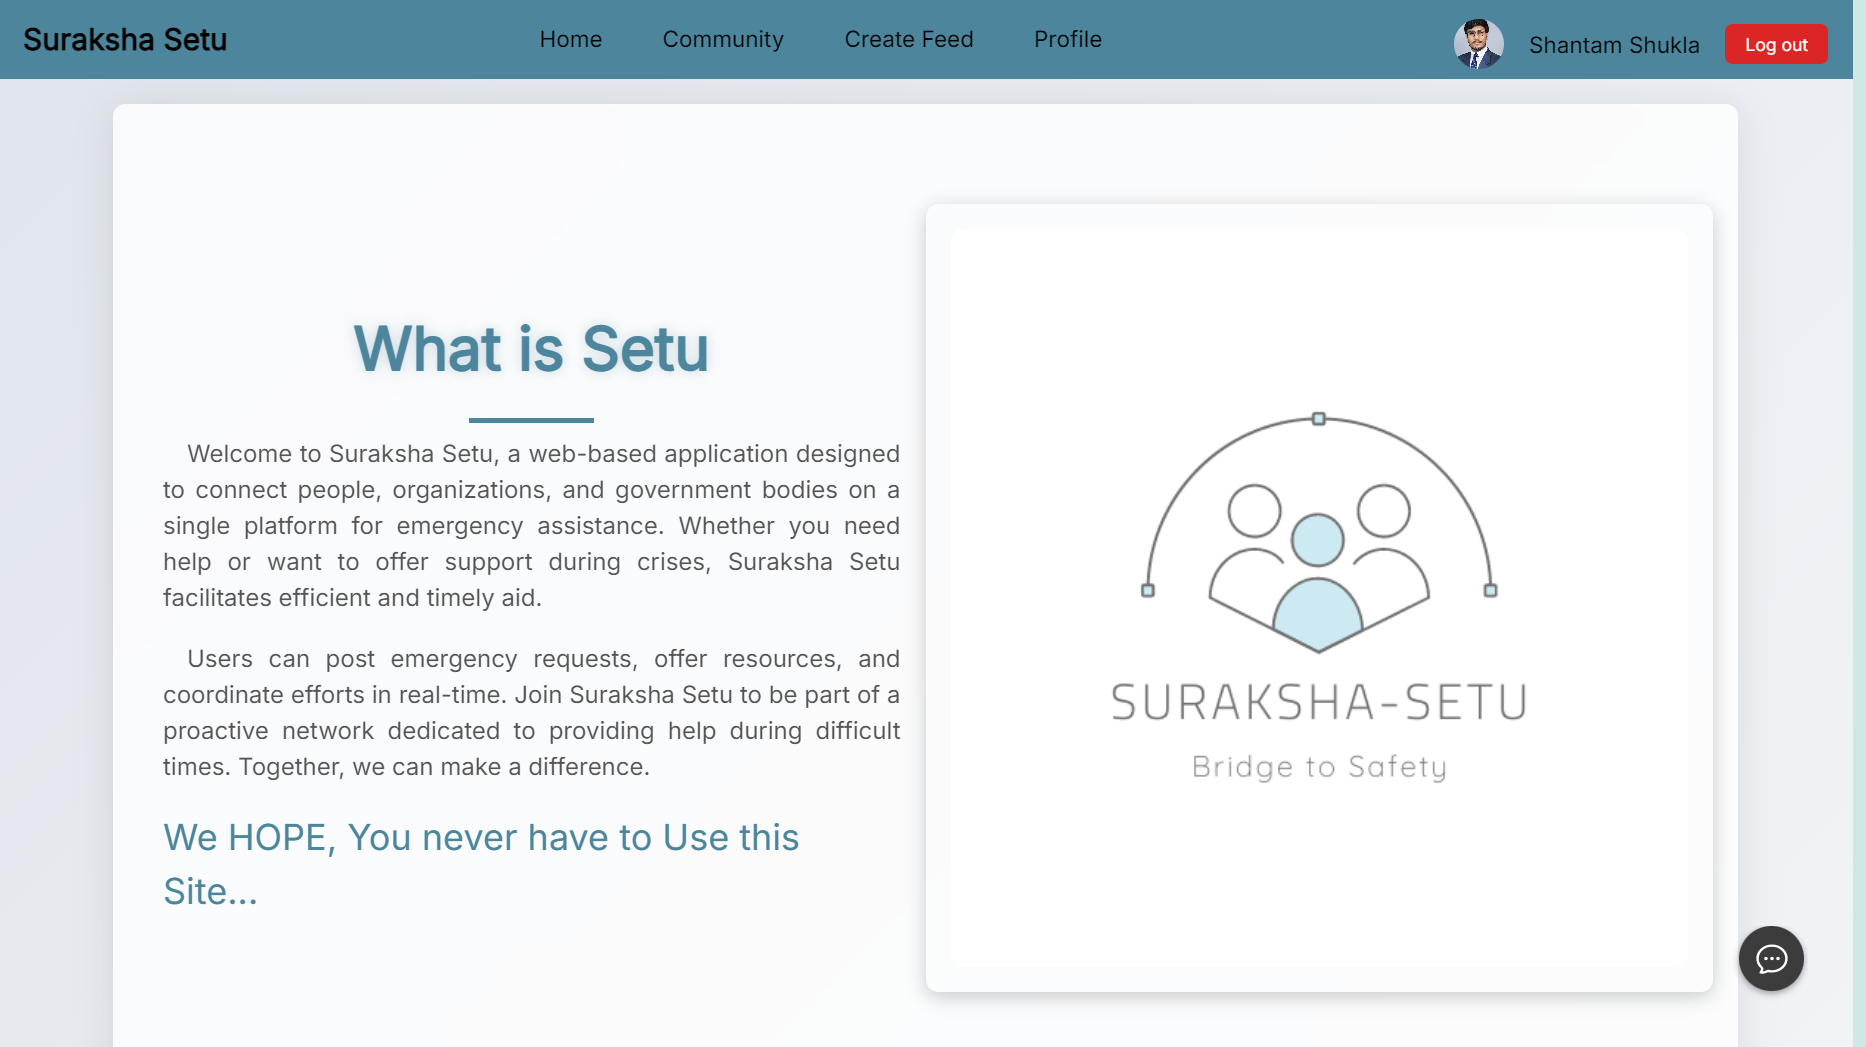 Suraksha Setu
Home
Community
Create Feed
Profile
Shantam Shukla
Log out
What is Setu
Welcome to Suraksha Setu, a web-based application designed
to connect people, organizations, and government bodies on a
single platform for emergency assistance. Whether you need
help or want to offer support during crises, Suraksha Setu
facilitates efficient and timely aid.
Users can post emergency requests, offer resources, and
coordinate efforts in real-time. Join Suraksha Setu to be part of a
proactive network dedicated to providing help during difficult
times. Together, we can make a difference.
We HOPE, You never have to Use this
Site...
SURAKSHA-SETU
Bridge to Safety